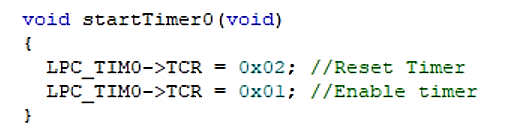 void startTimer0(void)
{
LPC_TIM0->TCR = 0x02; //Reset Timer
LPC_TIM0->TCR = 0x01; //Enable timer
}